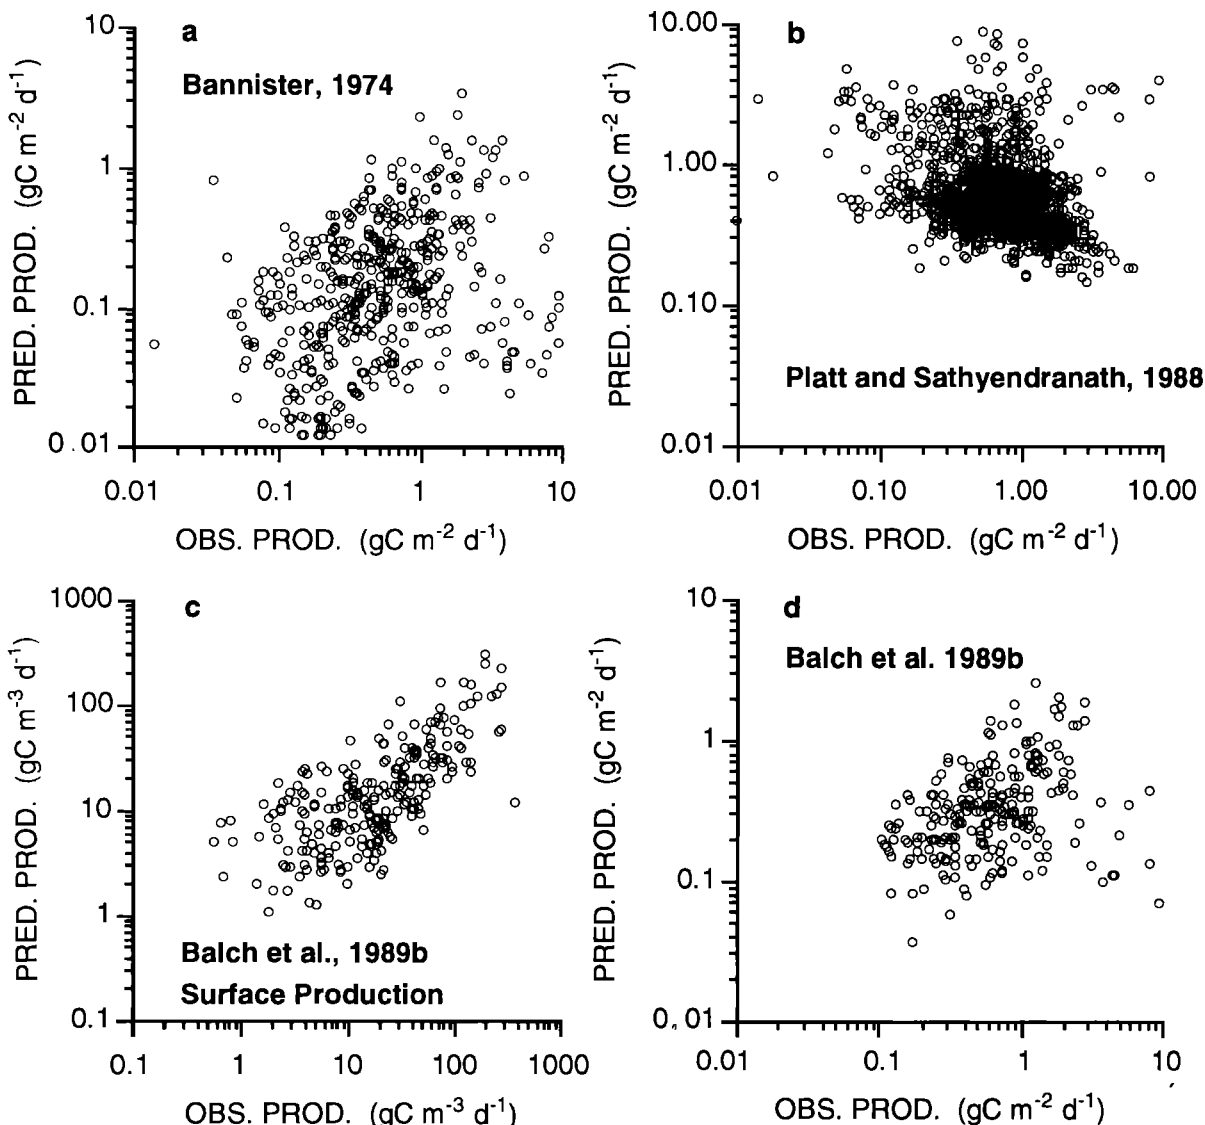 a
Bannister, 1974
PRED. PROD. (gC m-2 d-1)
10
1
0.1
0.01
0.01 0.1 1 10
OBS. PROD. (gC m-2 d-1)
b
Platt and Sathyendranath, 1988
PRED. PROD. (gC m-2 d-1)
10.00
1.00
0.10
0.01
0.01 0.10 1.00 10.00
OBS. PROD. (gC m-2 d-1)
c
Balch et al., 1989b
Surface Production
PRED. PROD. (gC m-3 d-1)
1000
100
10
1
0.1
0.1 1 10 100 1000
OBS. PROD. (gC m-3 d-1)
d
Balch et al. 1989b
PRED. PROD. (gC m-2 d-1)
10
1
0.1
0.01
0.01 0.1 1 10
OBS. PROD. (gC m-2 d-1)